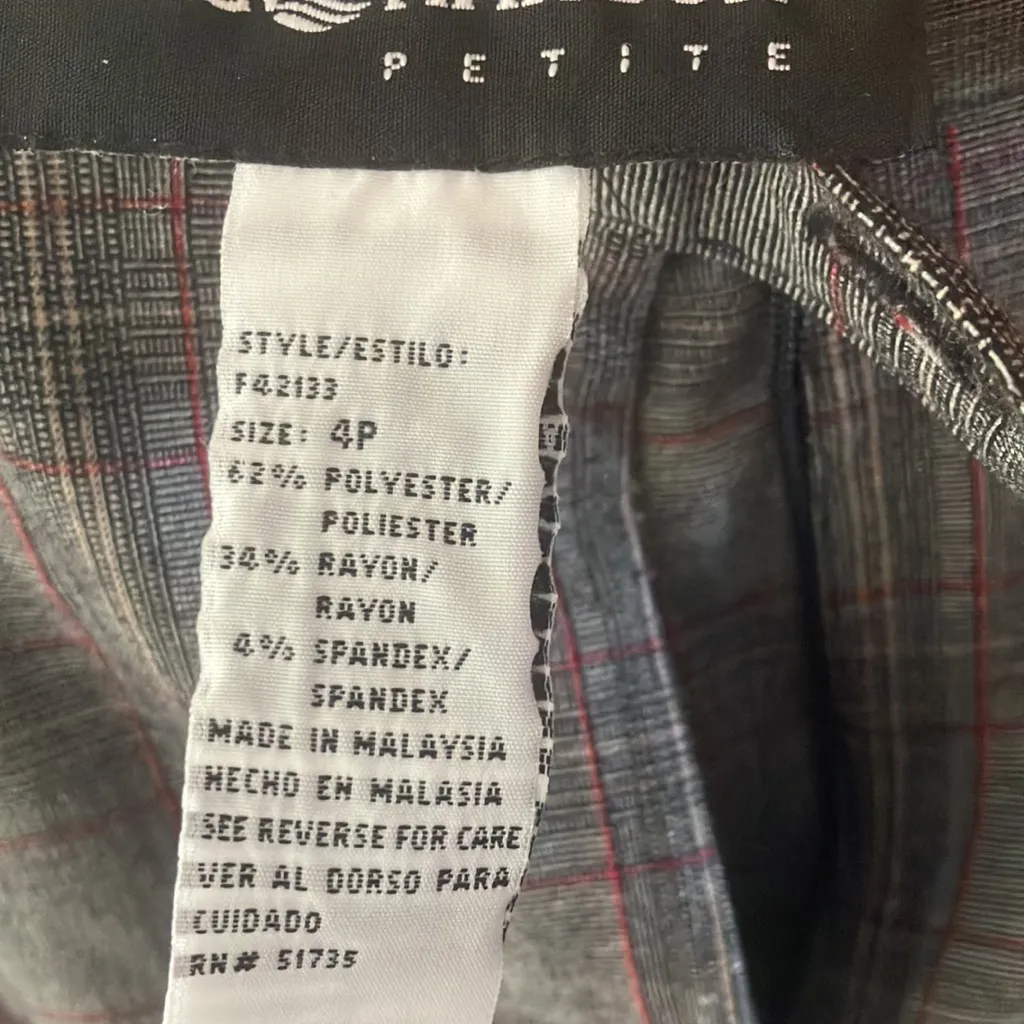 PETITE
STYLE/ESTILO:
F42133
SIZE: 4P
62% POLYESTER/
POLIESTER
34% RAYON/
RAYON
4% SPANDEX/
SPANDEX
MADE IN MALAYSIA
HECHO EN MALASIA
SEE REVERSE FOR CARE
VER AL DORSO PARA
CUIDADO
RN# 51735